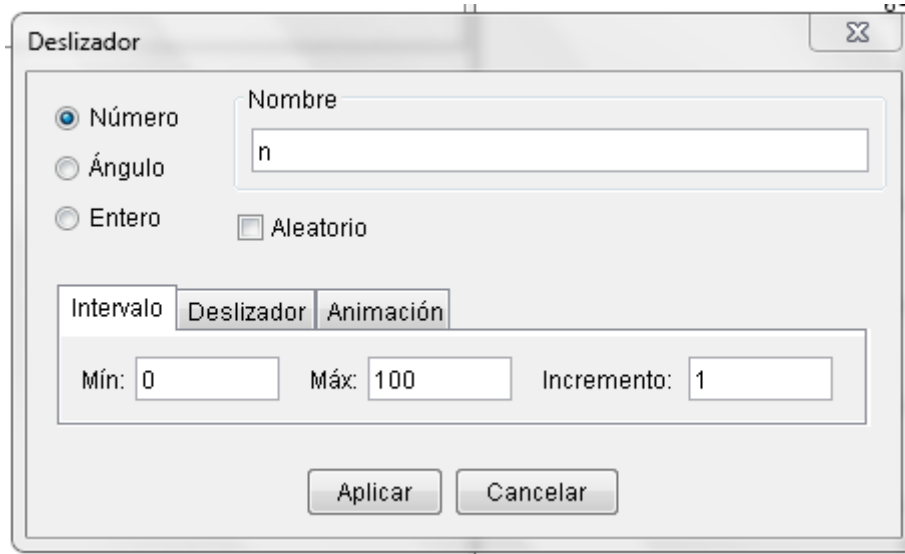 Deslizador
Número
Nombre
n
Ángulo
Entero
Aleatorio
Intervalo Deslizador Animación
Mín: 0 Máx: 100 Incremento: 1
Aplicar Cancelar